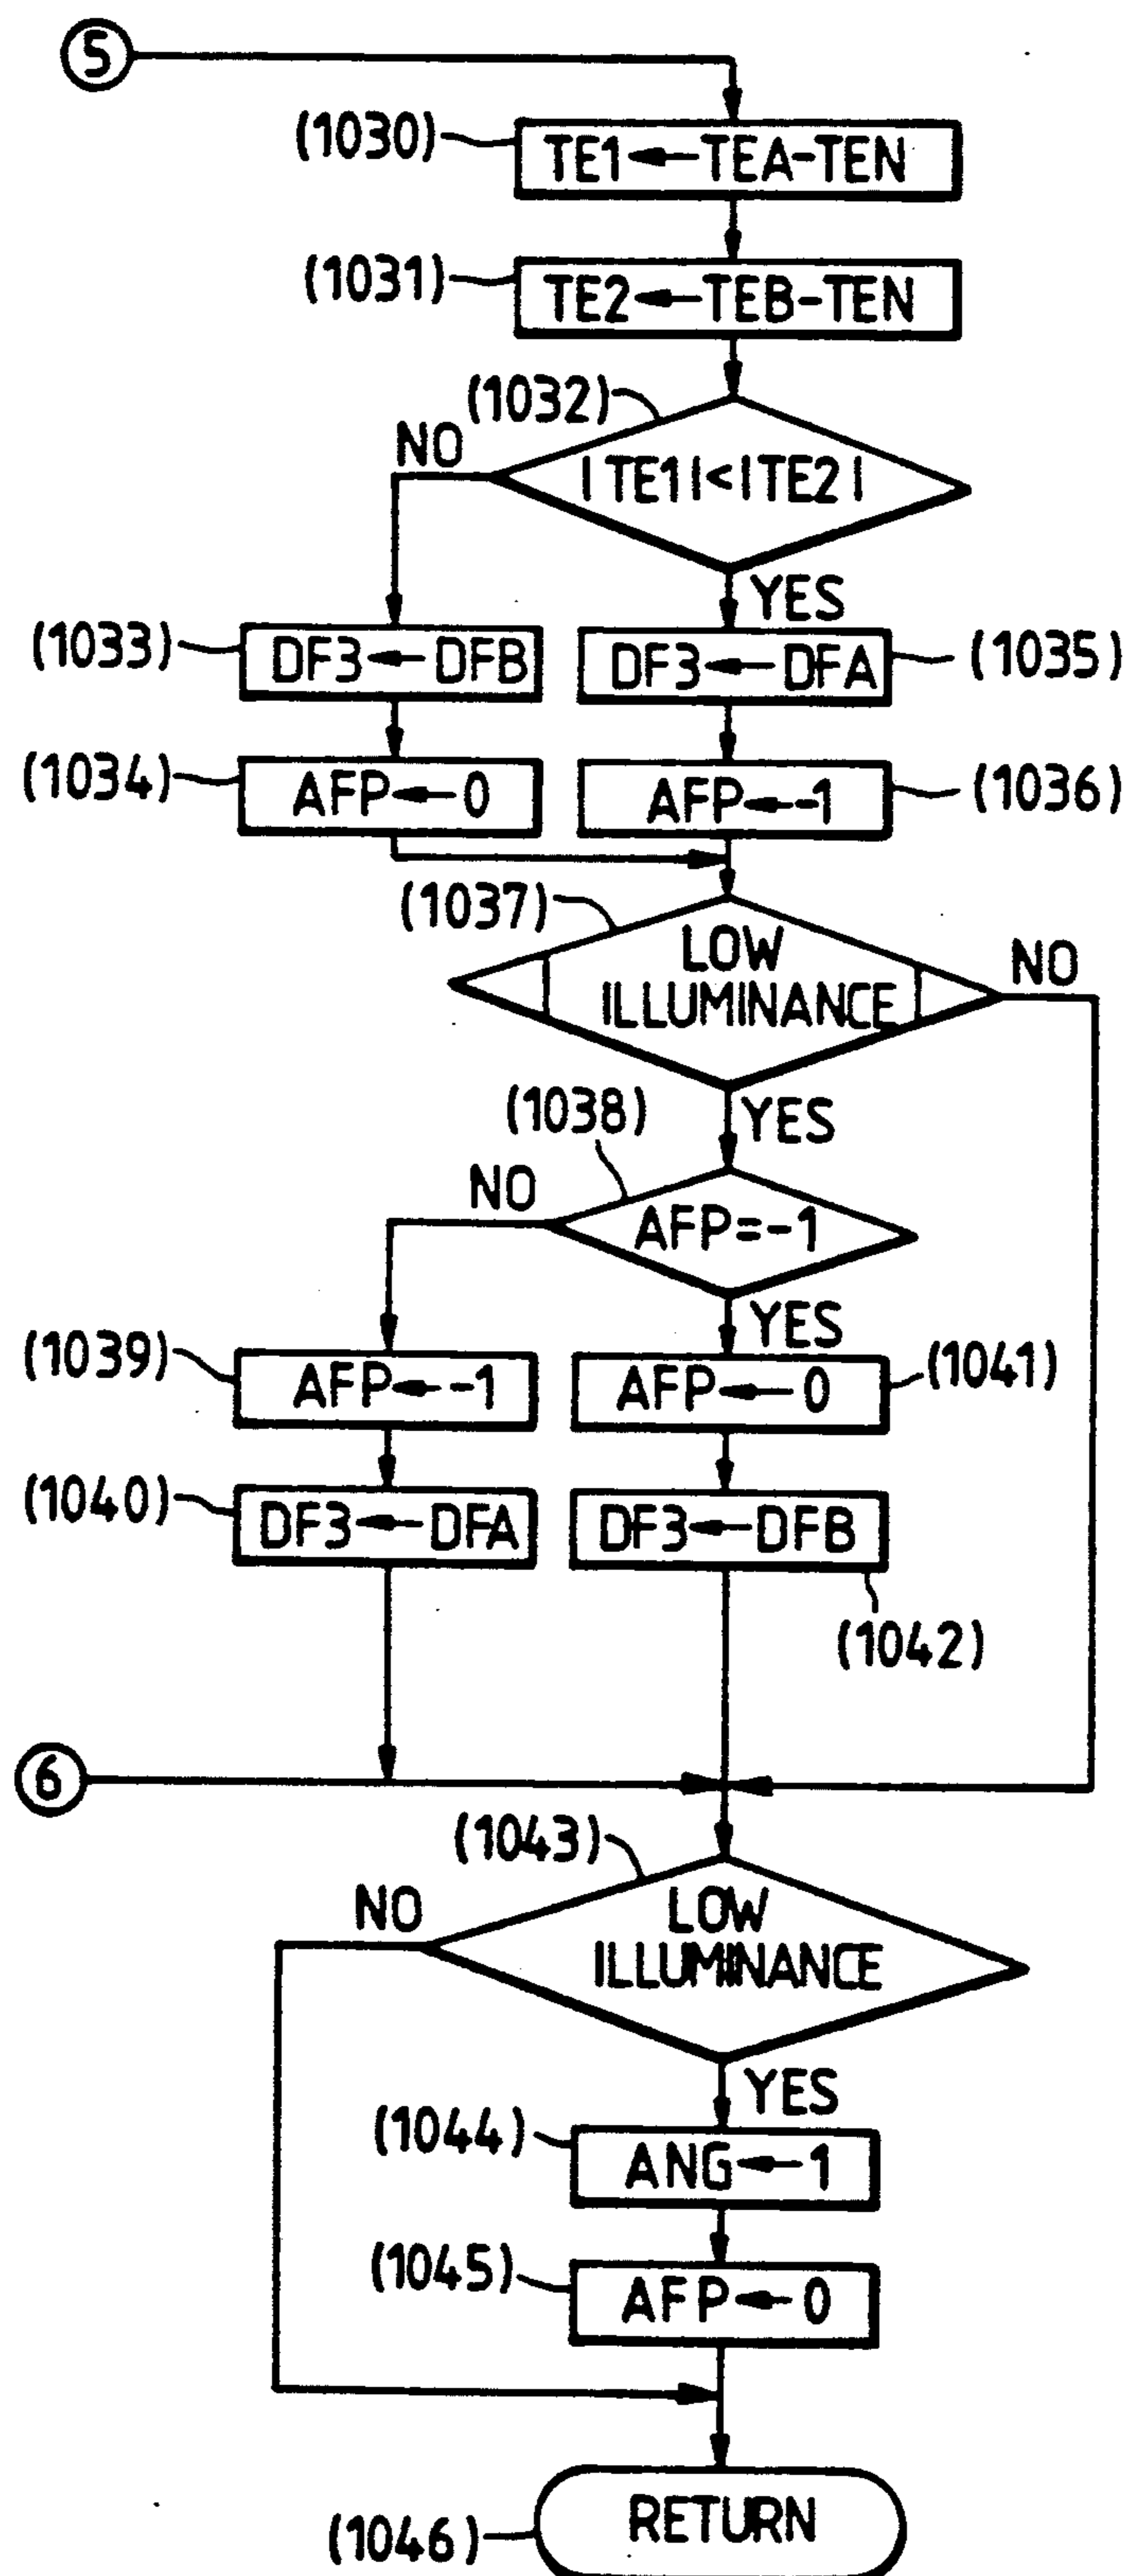 5
(1030)
TE1←TEA-TEN
(1031)
TE2←TEB-TEN
(1032)
NO
|TE1|<|TE2|
YES
(1033)
DF3←DFB
DF3←DFA
(1035)
(1034)
AFP←0
AFP←-1
(1036)
(1037)
LOW
ILLUMINANCE
NO
YES
(1038)
NO
AFP=-1
YES
(1039)
AFP←-1
AFP←0
(1041)
(1040)
DF3←DFA
DF3←DFB
(1042)
6
(1043)
NO
LOW
ILLUMINANCE
YES
(1044)
ANG←1
(1045)
AFP←0
RETURN
(1046)